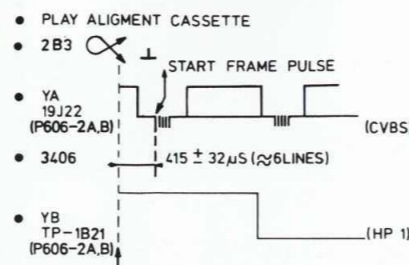 • PLAY ALIGMENT CASSETTE
• 2B3
START FRAME PULSE
• YA
19J22
(P606-2A,B)
(CVBS)
• 3406
415 ± 32µS (≈6LINES)
• YB
TP-1B21
(P606-2A,B)
(HP 1)